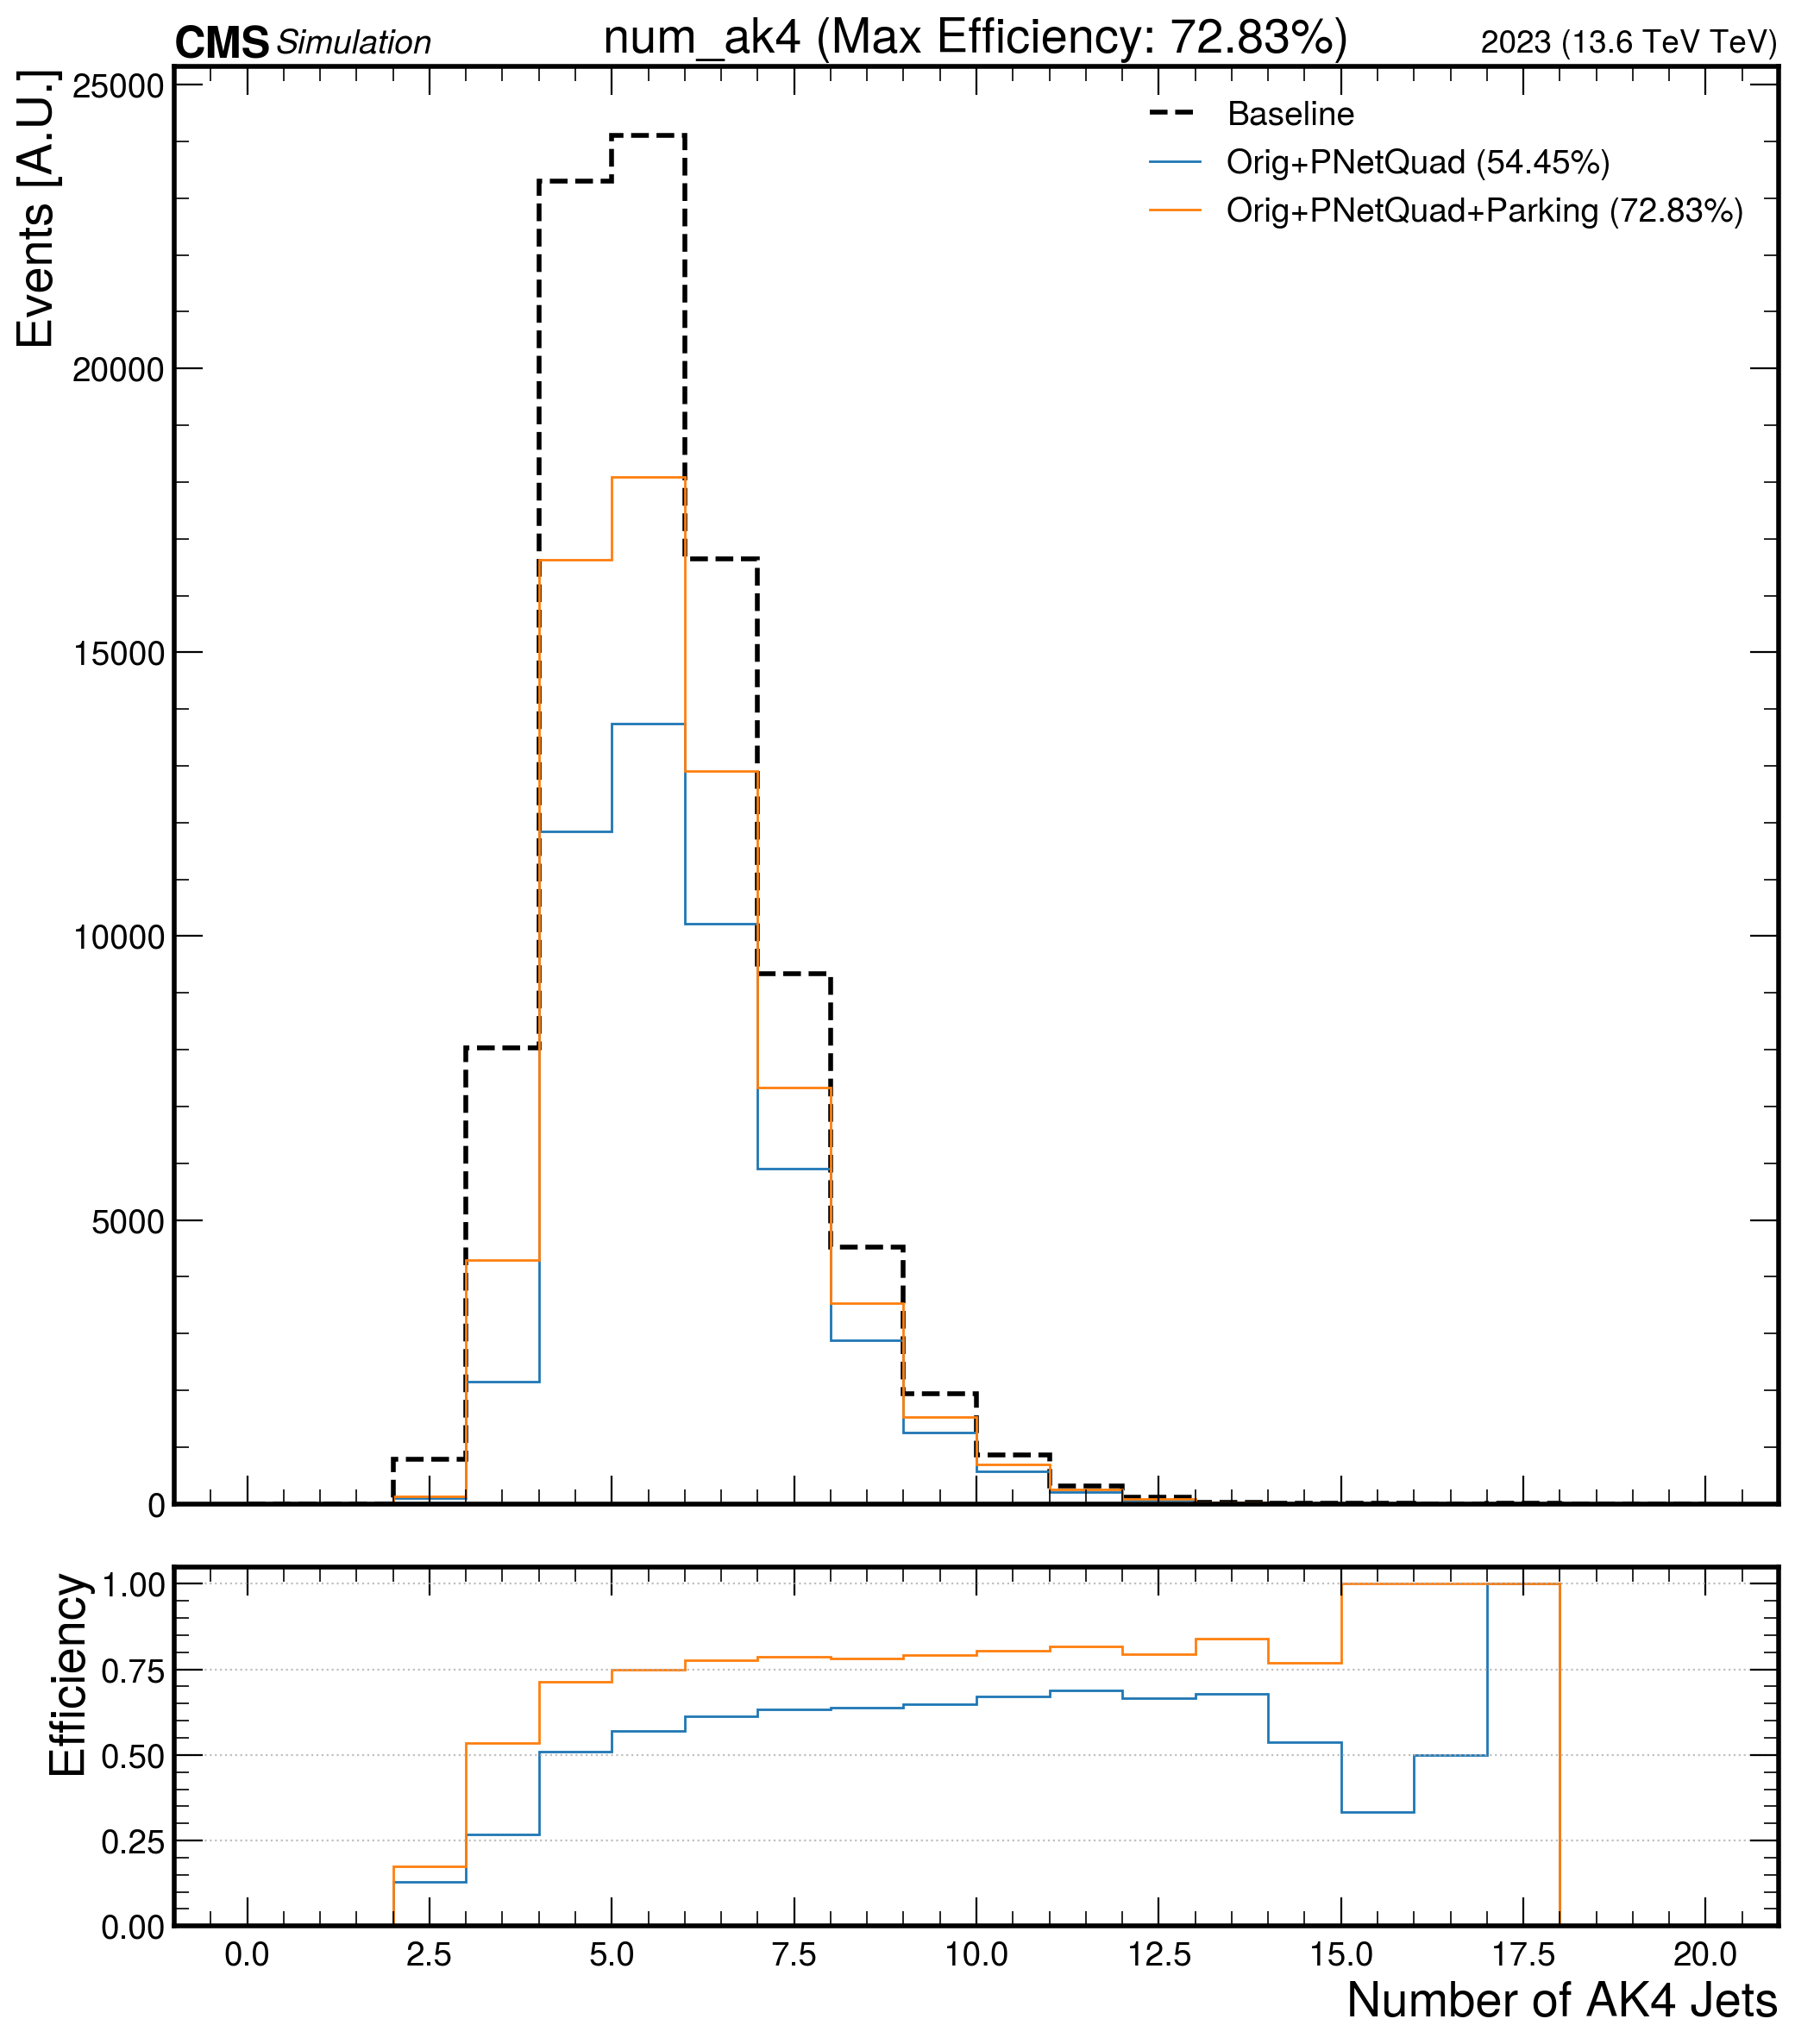 CMS Simulation num_ak4 (Max Efficiency: 72.83%) 2023 (13.6 TeV TeV)
Events [A.U.]
25000
20000
15000
10000
5000
0
Baseline
Orig+PNetQuad (54.45%)
Orig+PNetQuad+Parking (72.83%)
Efficiency
1.00
0.75
0.50
0.25
0.00
0.0 2.5 5.0 7.5 10.0 12.5 15.0 17.5 20.0
Number of AK4 Jets